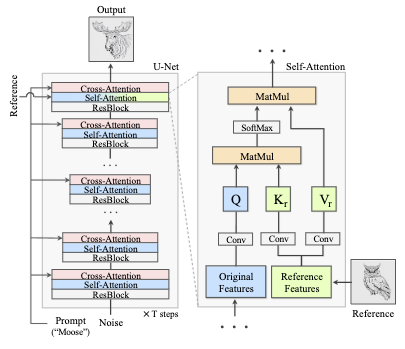 Output
U-Net
Self-Attention
Reference
Cross-Attention
Self-Attention
ResBlock
Cross-Attention
Self-Attention
ResBlock
. . .
Cross-Attention
Self-Attention
ResBlock
. . .
Cross-Attention
Self-Attention
ResBlock
Cross-Attention
Self-Attention
ResBlock
× T steps
Prompt
("Moose")
Noise
• • •
MatMul
SoftMax
MatMul
Q
Kr
Vr
Conv
Conv
Conv
Original
Features
Reference
Features
Reference
• • •